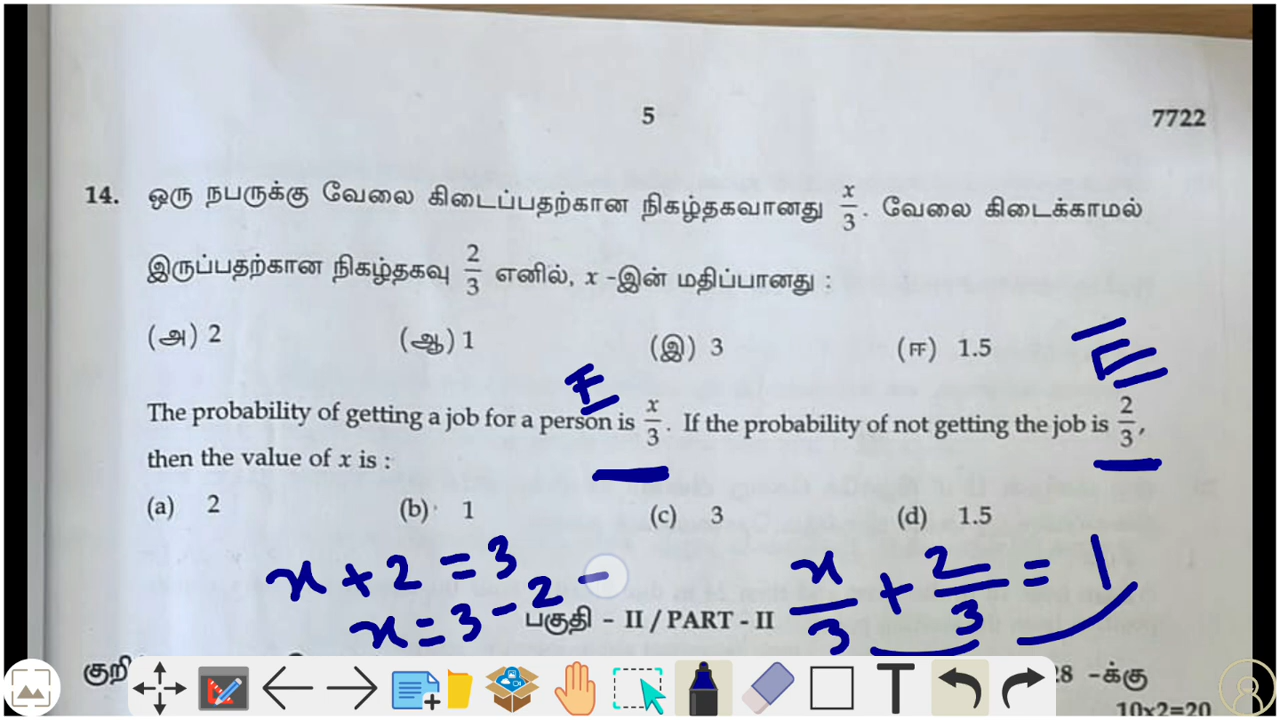 5
7722
14. ஒரு நபருக்கு வேலை கிடைப்பதற்கான நிகழ்தகவானது x/3. வேலை கிடைக்காமல்
இருப்பதற்கான நிகழ்தகவு 2/3 எனில், x -இன் மதிப்பானது :
(அ) 2 (ஆ) 1 (இ) 3 (ஈ) 1.5
E
E̅
The probability of getting a job for a person is x/3. If the probability of not getting the job is 2/3,
then the value of x is :
(a) 2 (b) 1 (c) 3 (d) 1.5
x + 2 = 3
x = 3 - 2 =
x/3 + 2/3 = 1
பகுதி - II / PART - II
28 -க்கு
10x2=20
T